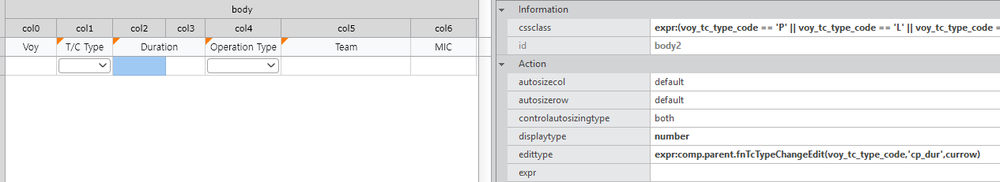 body
col0 col1 col2 col3 col4 col5 col6
Voy T/C Type Duration Operation Type Team MIC
Information
cssclass expr:(voy_tc_type_code == 'P' || voy_tc_type_code == 'L' || voy_tc_type_code =
id body2
Action
autosizecol default
autosizerow default
controlautosizingtype both
displaytype number
edittype expr:comp.parent.fnTcTypeChangeEdit(voy_tc_type_code,'cp_dur',currow)
expr